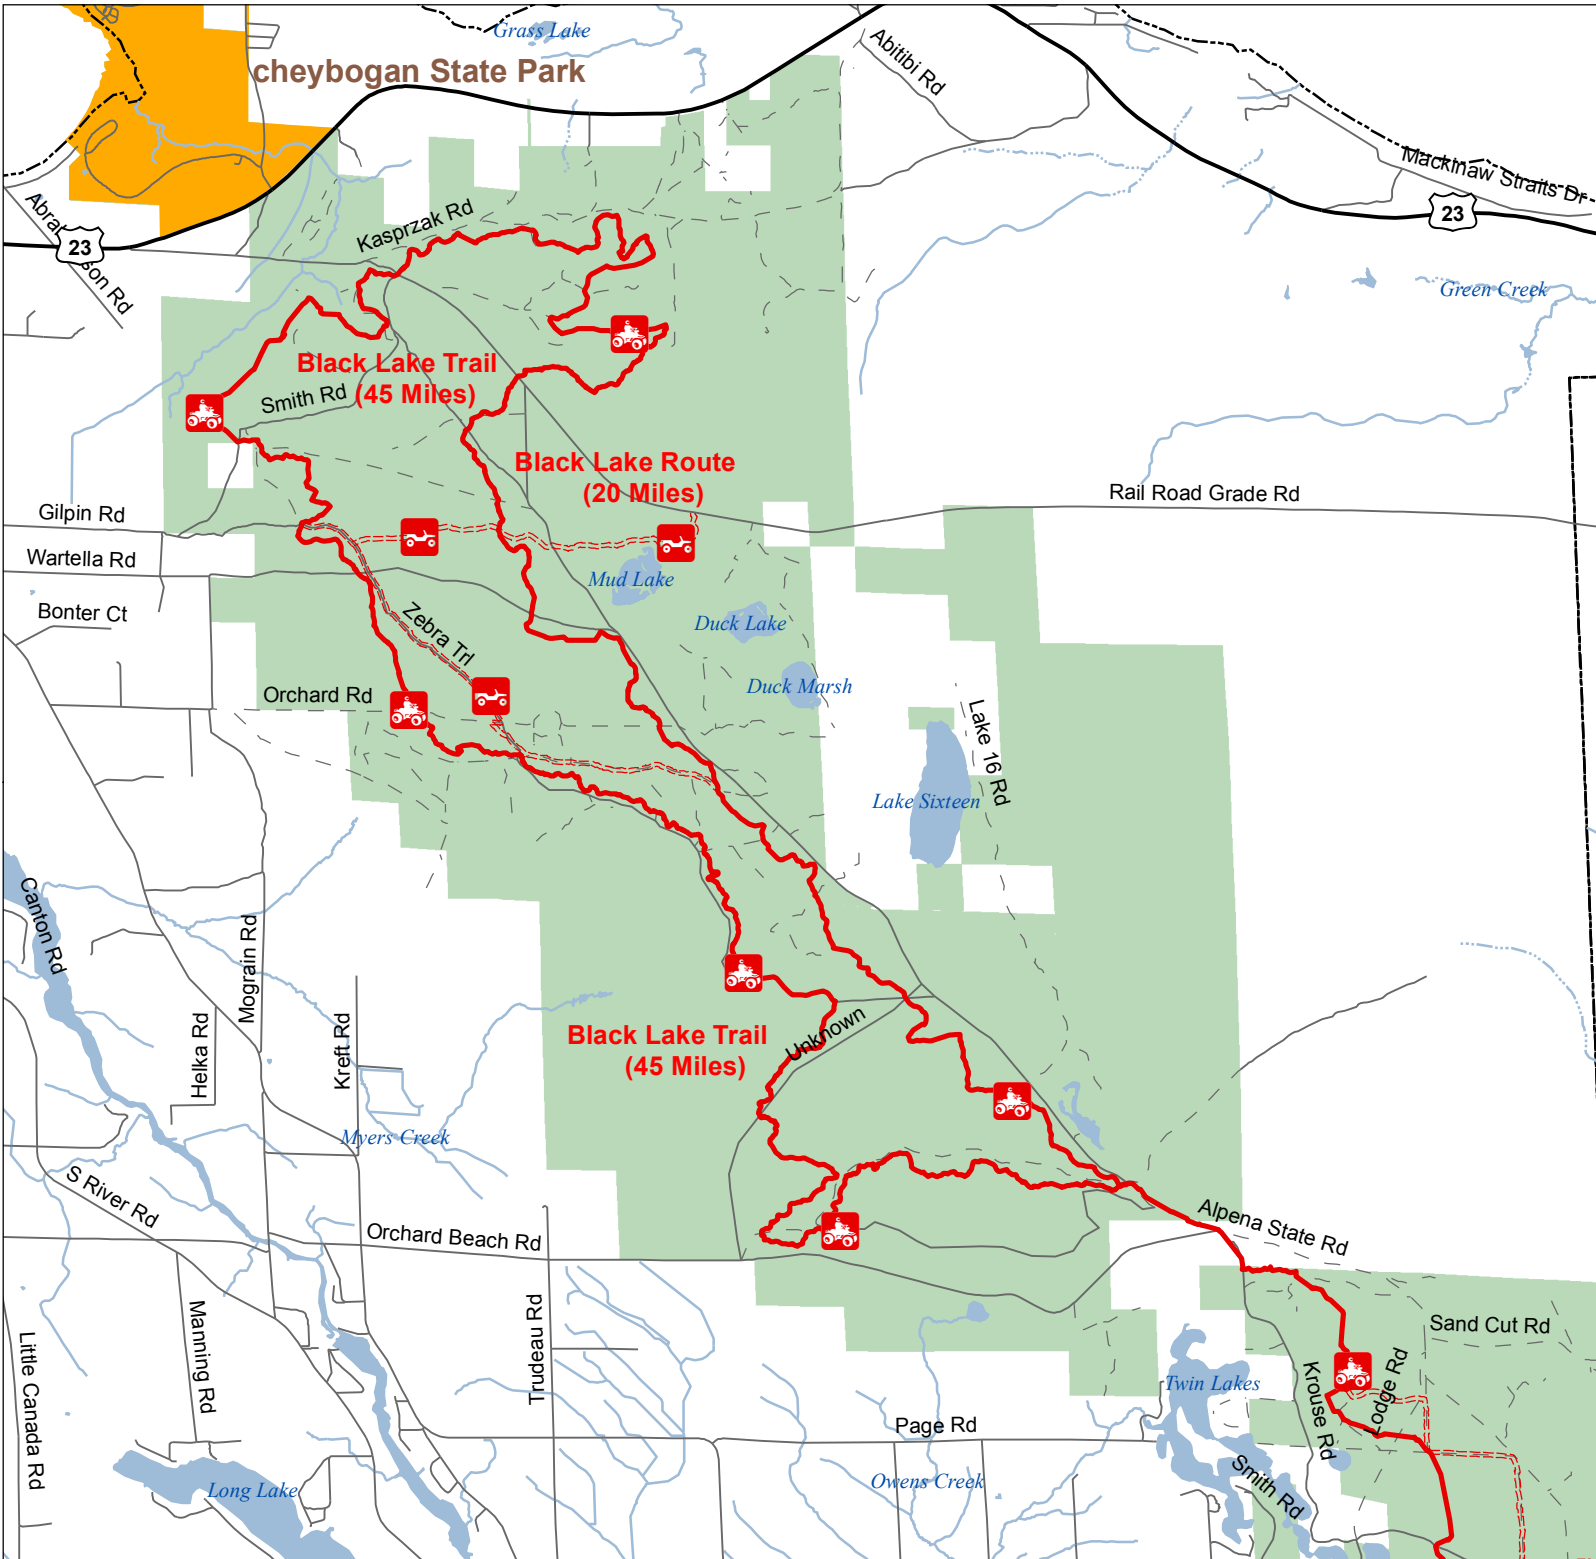 Grass Lake
cheybogan State Park
Abitibi Rd
Mackinaw Straits Dr
23
Kasprzak Rd
Abramson Rd
23
Green Creek
Black Lake Trail
(45 Miles)
Smith Rd
Black Lake Route
(20 Miles)
Rail Road Grade Rd
Gilpin Rd
Wartella Rd
Mud Lake
Bonter Ct
Zebra Trl
Duck Lake
Orchard Rd
Duck Marsh
Lake 16 Rd
Lake Sixteen
Canton Rd
Mograin Rd
Helka Rd
Kreft Rd
Black Lake Trail
(45 Miles)
Unknown
Myers Creek
S River Rd
Orchard Beach Rd
Alpena State Rd
Little Canada Rd
Manning Rd
Trudeau Rd
Sand Cut Rd
Twin Lakes
Krouse Rd
Lodge Rd
Page Rd
Owens Creek
Smith Rd
Long Lake